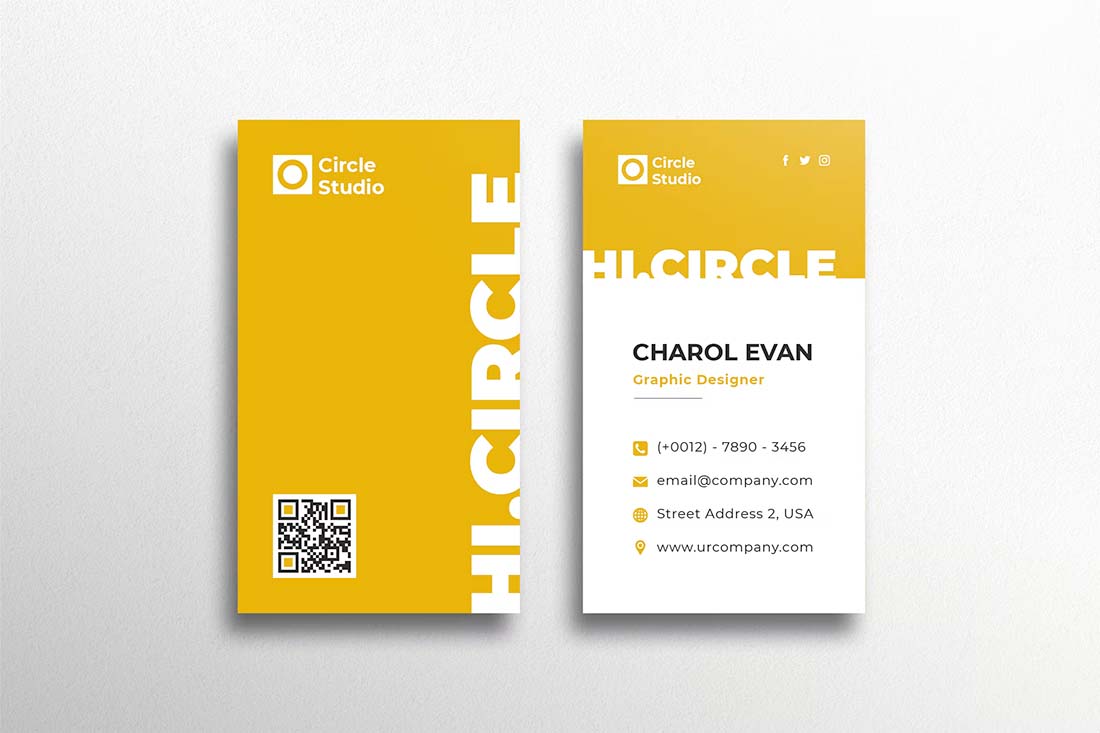 Circle
Studio
HI.CIRCLE
Circle
Studio
HI.CIRCLE
CHAROL EVAN
Graphic Designer
(+0012) - 7890 - 3456
email@company.com
Street Address 2, USA
www.urcompany.com